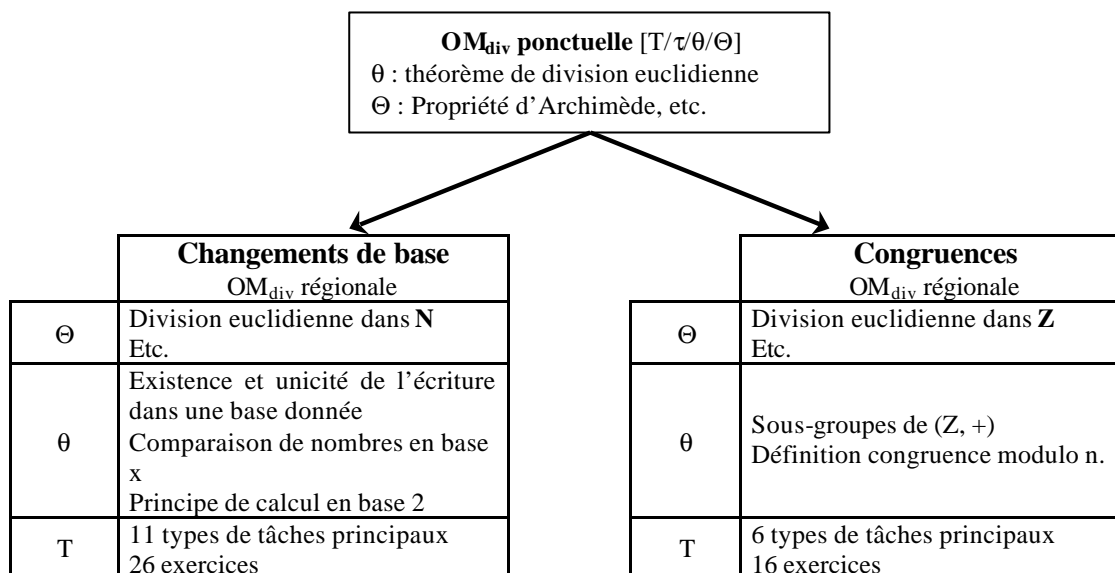 OMdiv ponctuelle [T/τ/θ/Θ]
θ : théorème de division euclidienne
Θ : Propriété d’Archimède, etc.
Changements de base
OMdiv régionale
Θ
Division euclidienne dans N
Etc.
θ
Existence et unicité de l’écriture
dans une base donnée
Comparaison de nombres en base
x
Principe de calcul en base 2
T
11 types de tâches principaux
26 exercices
Congruences
OMdiv régionale
Θ
Division euclidienne dans Z
Etc.
θ
Sous-groupes de (Z, +)
Définition congruence modulo n.
T
6 types de tâches principaux
16 exercices